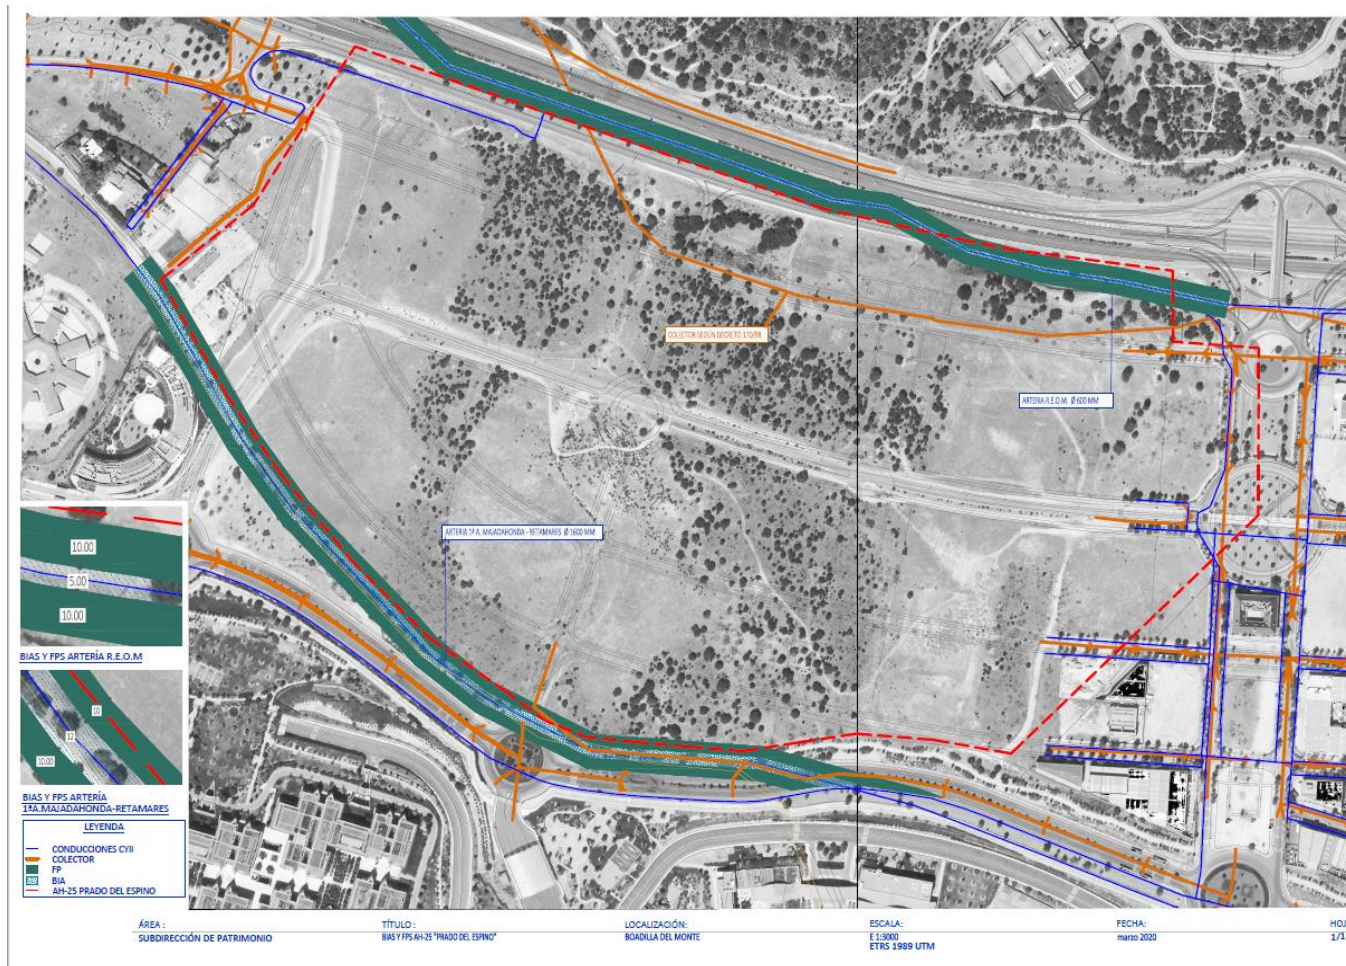 COLECTOR SEGÚN DECRETO 170/98
ARTERIA R.E.O.M. Ø 600 MM
ARTERIA 1ª A. MAJADAHONDA - RETAMARES Ø 1600 MM
10.00
5.00
10.00
BIAS Y FPS ARTERÍA R.E.O.M
10
12
10.00
BIAS Y FPS ARTERÍA
1ªA.MAJADAHONDA-RETAMARES
LEYENDA
CONDUCCIONES CYII
COLECTOR
FP
BIA
AH-25 PRADO DEL ESPINO
ÁREA :
SUBDIRECCIÓN DE PATRIMONIO
TÍTULO :
BIAS Y FPS AH-25 "PRADO DEL ESPINO"
LOCALIZACIÓN:
BOADILLA DEL MONTE
ESCALA:
E 1:3000
ETRS 1989 UTM
FECHA:
marzo 2020
HOJ
1/1